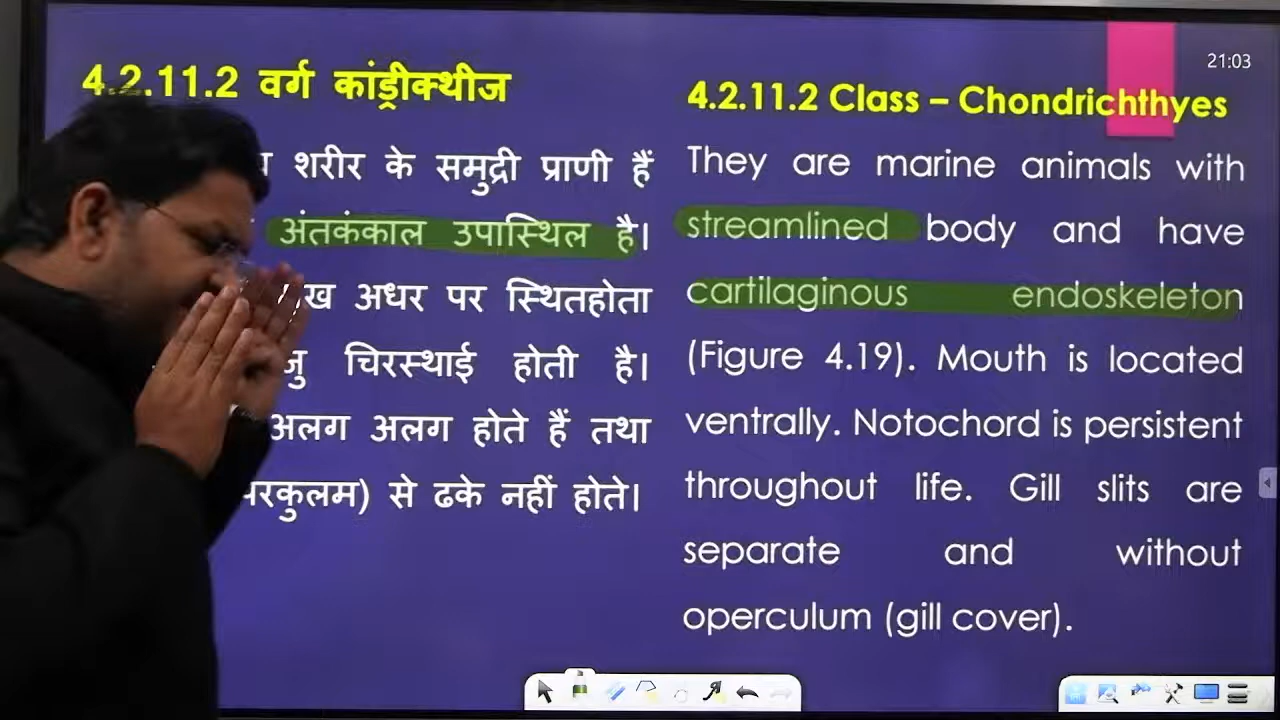 4.2.11.2 वर्ग कांड्रीक्थीज
शरीर के समुद्री प्राणी हैं
अंतकंकाल उपास्थिल है।
अधर पर स्थितहोता
चिरस्थाई होती है।
अलग अलग होते हैं तथा
से ढके नहीं होते।
21:03
4.2.11.2 Class – Chondrichthyes
They are marine animals with
streamlined body and have
cartilaginous endoskeleton
(Figure 4.19). Mouth is located
ventrally. Notochord is persistent
throughout life. Gill slits are
separate and without
operculum (gill cover).